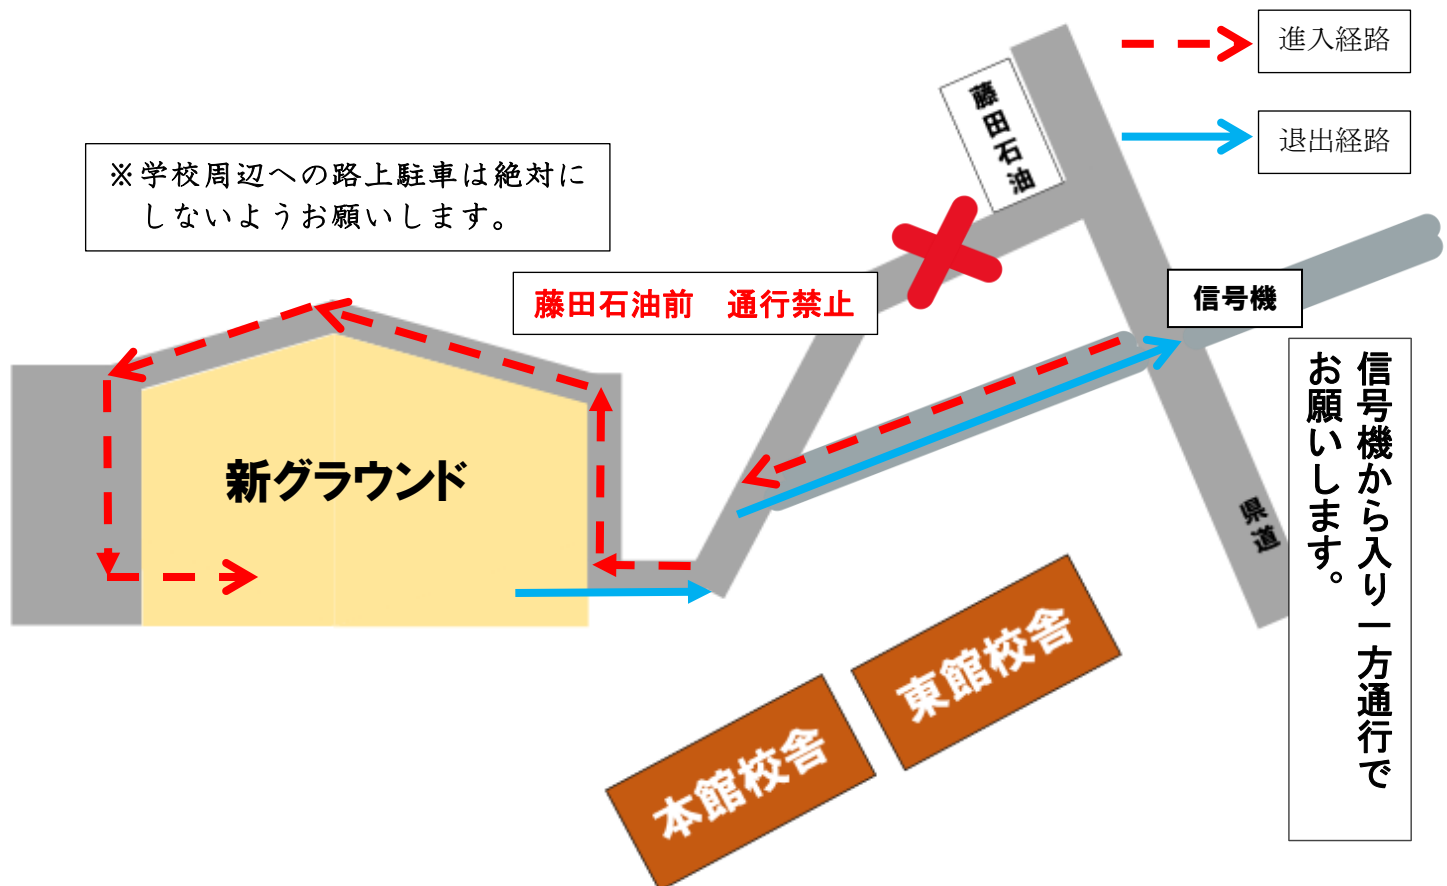 進入経路
退出経路
藤田石油
※学校周辺への路上駐車は絶対に
しないようお願いします。
藤田石油前　通行禁止
信号機
信号機から入り一方通行で
お願いします。
新グラウンド
県道
東館校舎
本館校舎